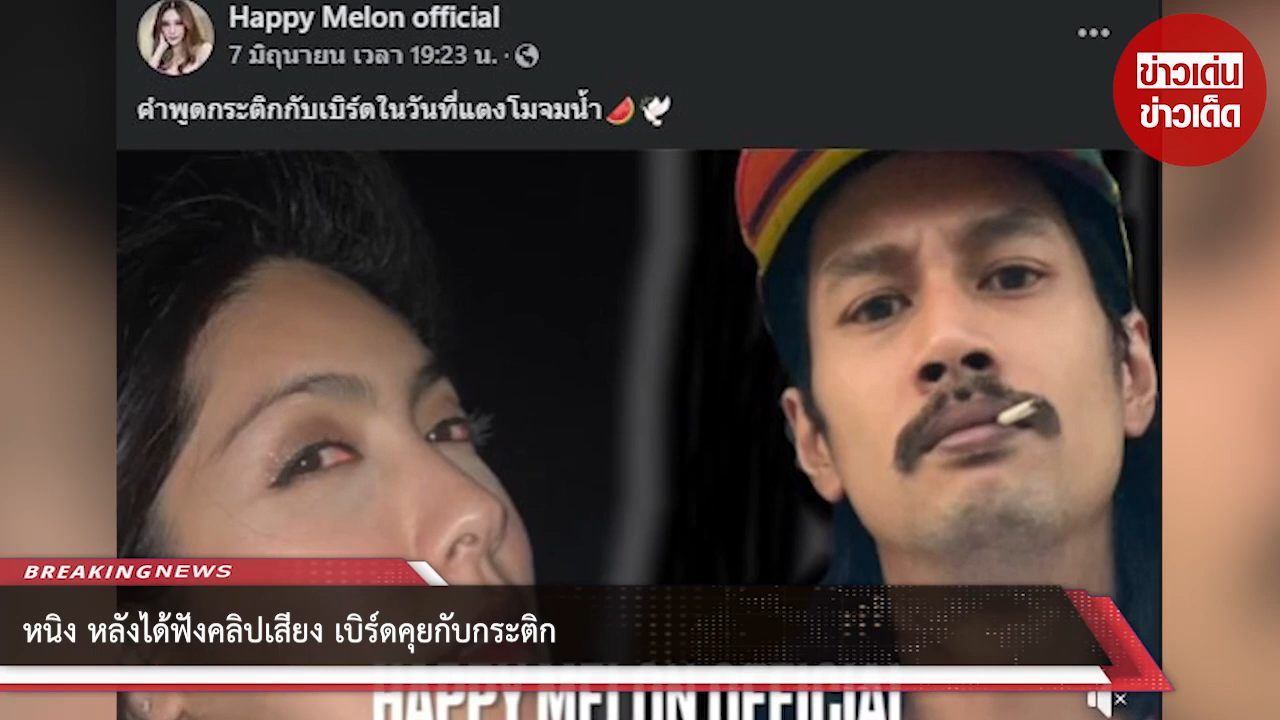 Happy Melon official
7 มิถุนายน เวลา 19:23 น. ·
คำพูดกระติกกับเบิร์ดในวันที่แตงโมจมน้ำ🍉🕊️
ข่าวเด่น
ข่าวเด็ด
BREAKINGNEWS
หนิง หลังได้ฟังคลิปเสียง เบิร์ดคุยกับกระติก
HAPPY MELON OFFICIAL